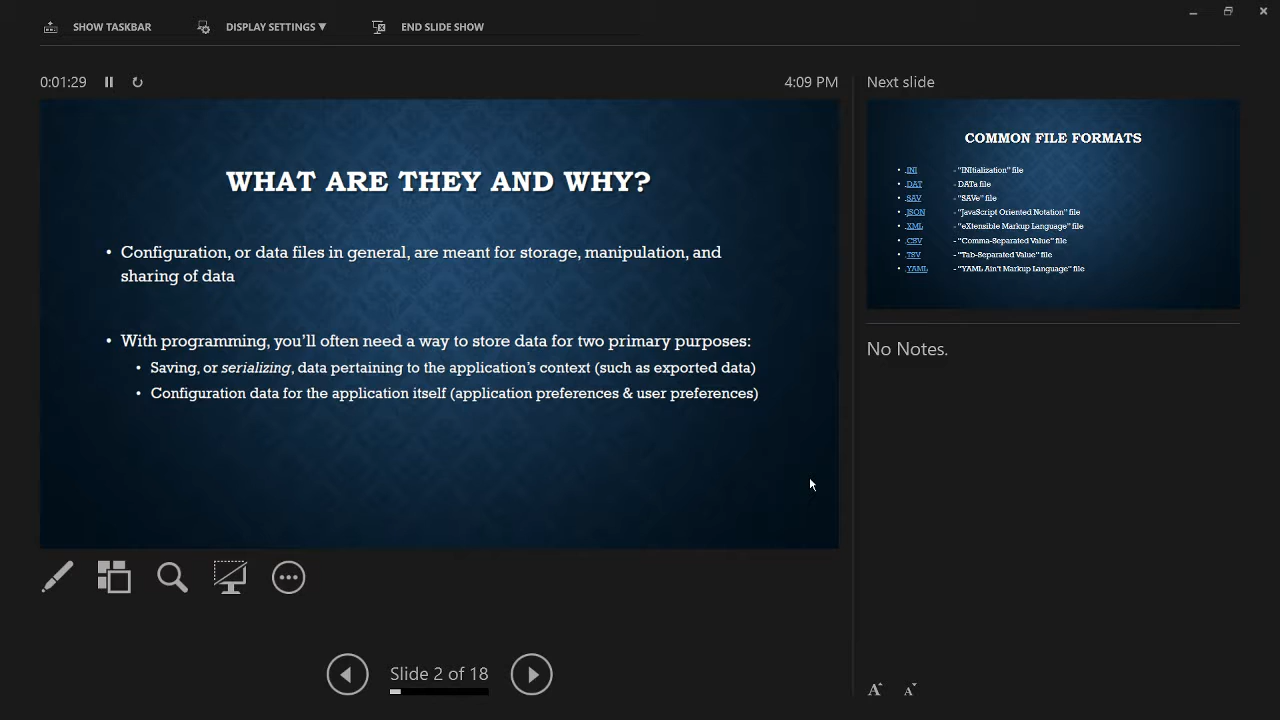 SHOW TASKBAR DISPLAY SETTINGS ▼ END SLIDE SHOW
0:01:29 4:09 PM
WHAT ARE THEY AND WHY?
• Configuration, or data files in general, are meant for storage, manipulation, and
sharing of data
• With programming, you'll often need a way to store data for two primary purposes:
• Saving, or serializing, data pertaining to the application's context (such as exported data)
• Configuration data for the application itself (application preferences & user preferences)
Slide 2 of 18
Next slide
COMMON FILE FORMATS
• .INI - "INItialization" file
• .DAT - DATa file
• .SAV - "SAVe" file
• .JSON - "JavaScript Oriented Notation" file
• .XML - "eXtensible Markup Language" file
• .CSV - "Comma-Separated Value" file
• .TSV - "Tab-Separated Value" file
• .YAML - "YAML Ain't Markup Language" file
No Notes.
A A